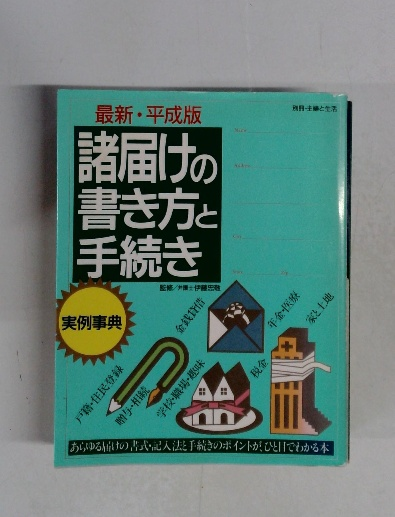 別冊・主婦と生活
最新・平成版
諸届けの
書き方と
手続き
監修/弁護士伊藤忠敬
実例事典
金銭貸借
年金・医療
家と土地
戸籍・住民登録
贈与・相続
学校・職場・趣味
税金
あらゆる届けの書式・記入法と手続きのポイントが、ひと目でわかる本